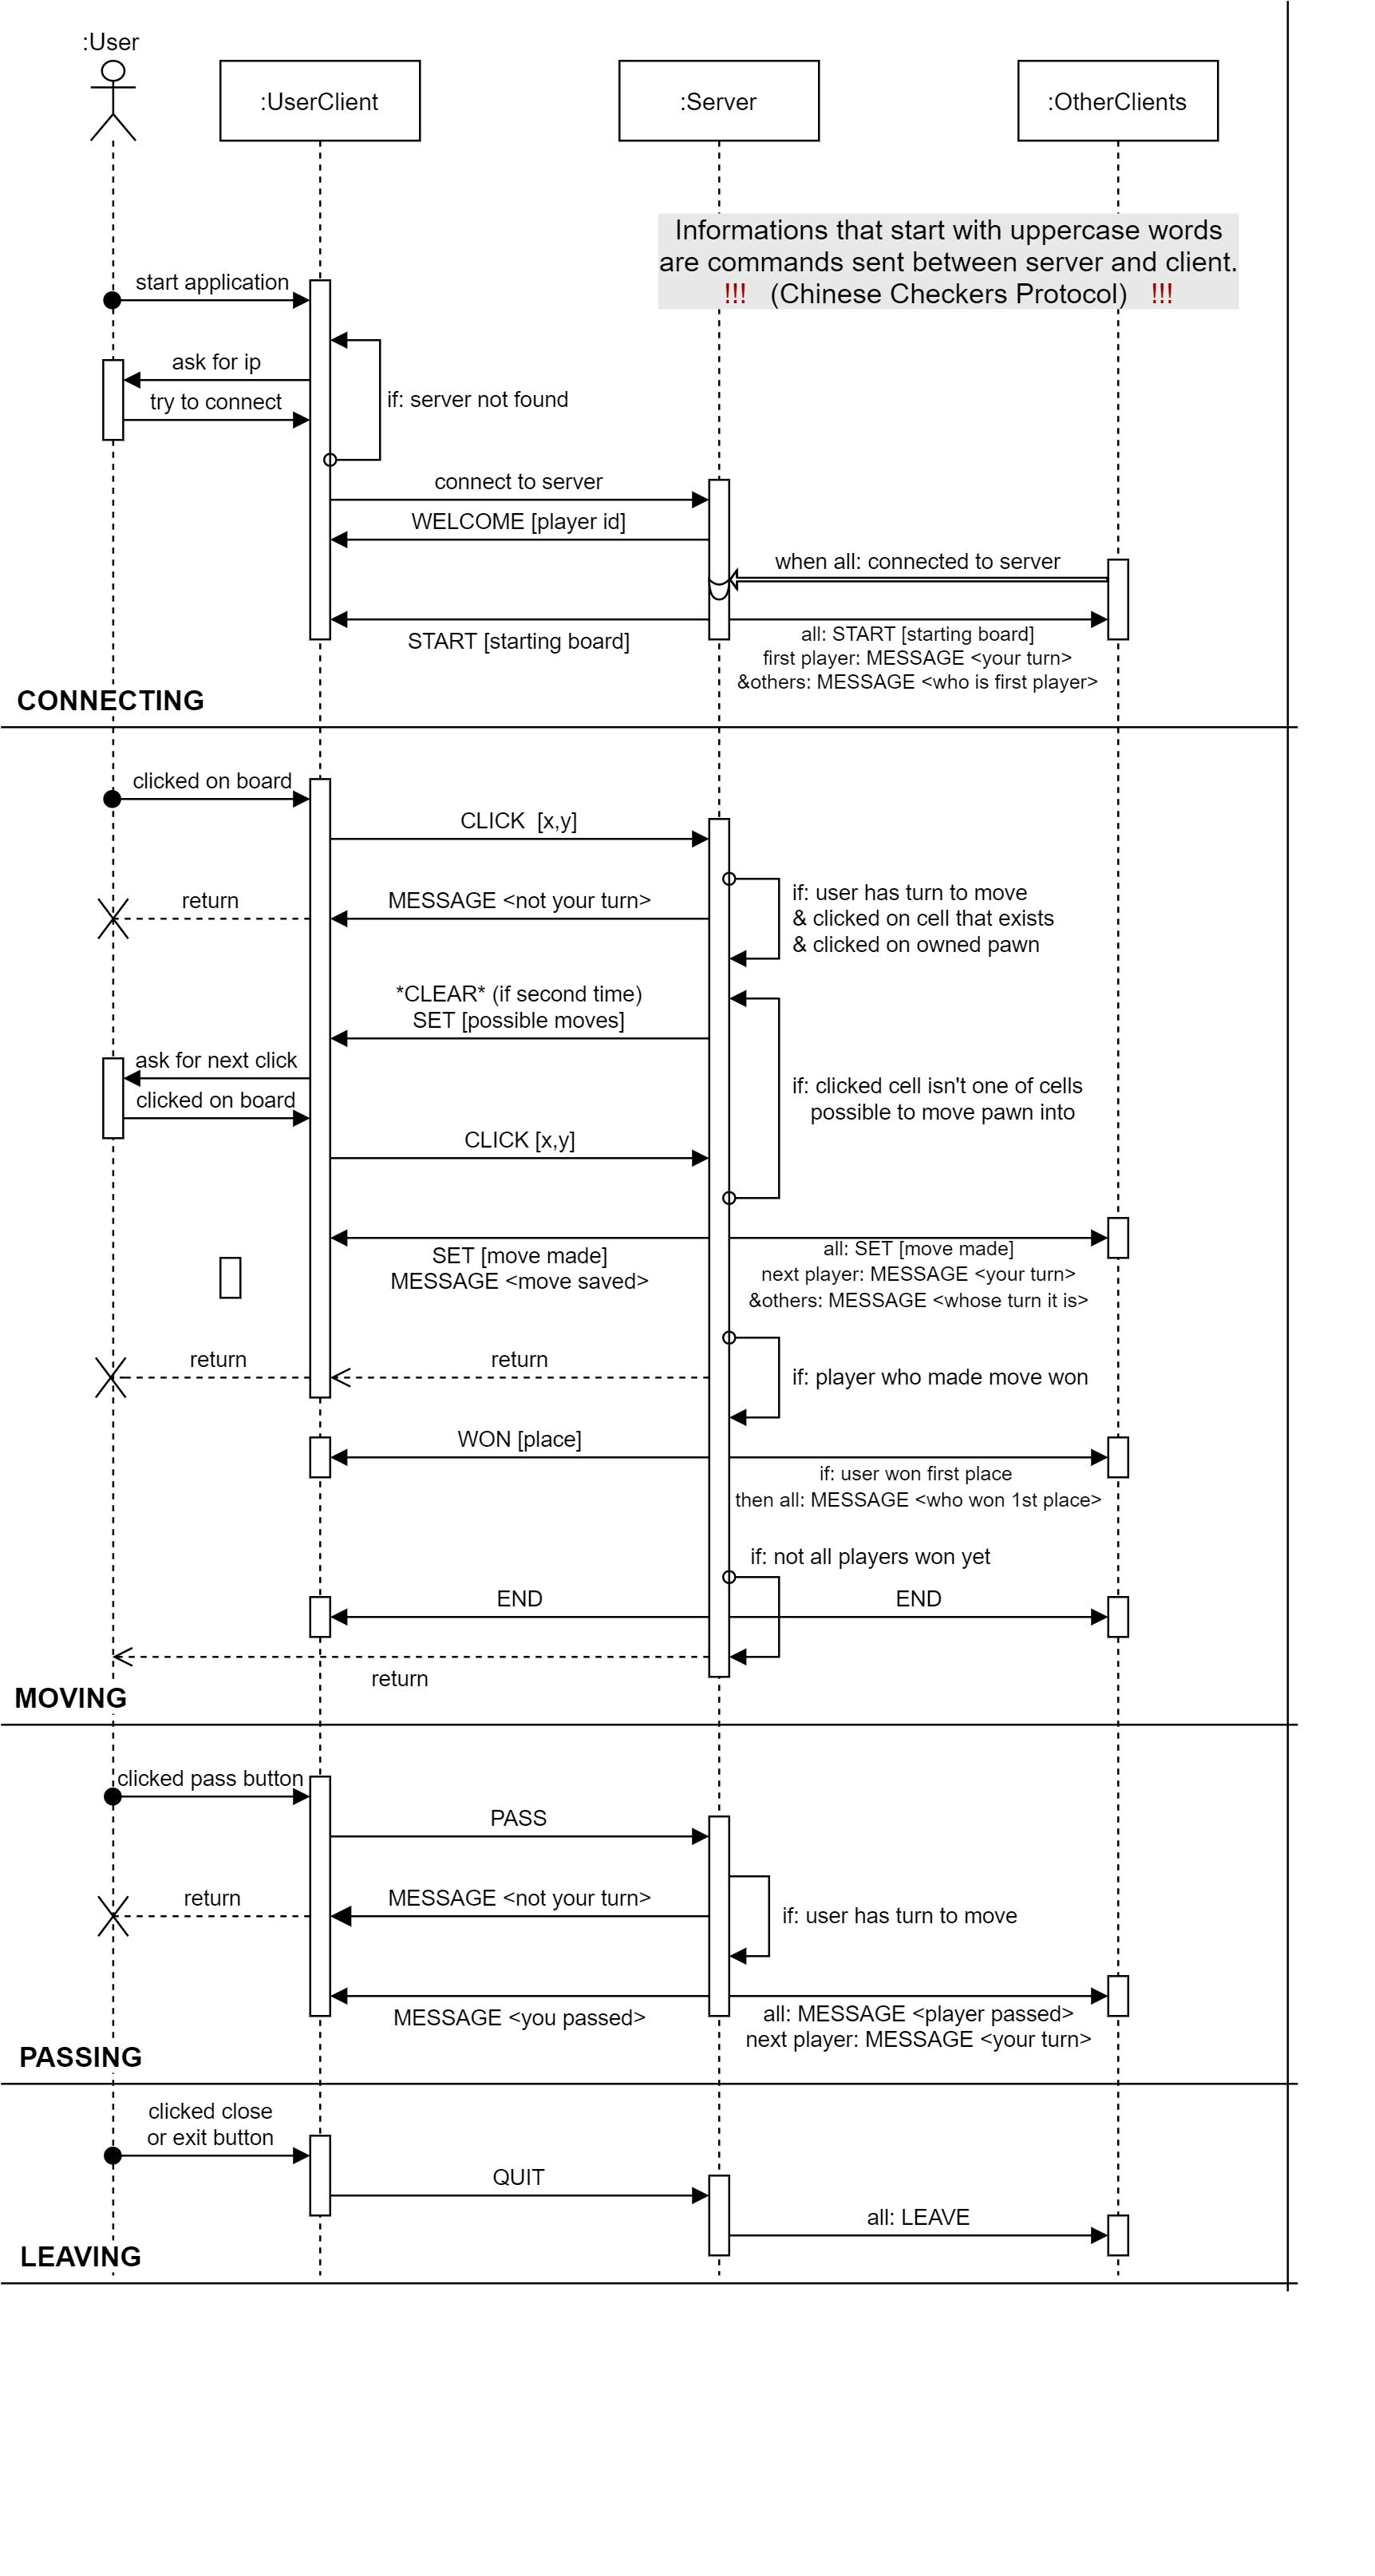 :User
:UserClient
:Server
:OtherClients
Informations that start with uppercase words
are commands sent between server and client.
!!! (Chinese Checkers Protocol) !!!
start application
ask for ip
try to connect
if: server not found
connect to server
WELCOME [player id]
when all: connected to server
START [starting board]
all: START [starting board]
first player: MESSAGE <your turn>
&others: MESSAGE <who is first player>
CONNECTING
clicked on board
CLICK  [x,y]
return
MESSAGE <not your turn>
if: user has turn to move
& clicked on cell that exists
& clicked on owned pawn
*CLEAR* (if second time)
SET [possible moves]
ask for next click
clicked on board
if: clicked cell isn't one of cells
possible to move pawn into
CLICK [x,y]
SET [move made]
MESSAGE <move saved>
all: SET [move made]
next player: MESSAGE <your turn>
&others: MESSAGE <whose turn it is>
return
return
if: player who made move won
WON [place]
if: user won first place
then all: MESSAGE <who won 1st place>
if: not all players won yet
END
END
return
MOVING
clicked pass button
PASS
return
MESSAGE <not your turn>
if: user has turn to move
MESSAGE <you passed>
all: MESSAGE <player passed>
next player: MESSAGE <your turn>
PASSING
clicked close
or exit button
QUIT
all: LEAVE
LEAVING